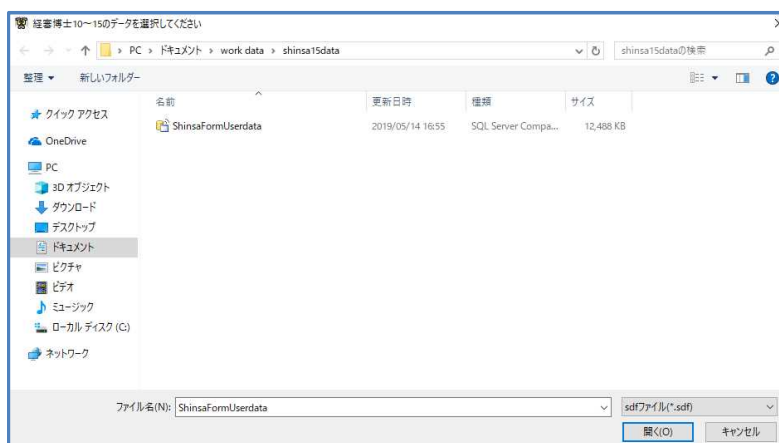 経審博士10～15のデータを選択してください
PC > ドキュメント > work data > shinsa15data
shinsa15dataの検索
整理 新しいフォルダー
名前 更新日時 種類 サイズ
ShinsaFormUserdata 2019/05/14 16:55 SQL Server Compa... 12,488 KB
クイック アクセス
OneDrive
PC
3D オブジェクト
ダウンロード
デスクトップ
ドキュメント
ピクチャ
ビデオ
ミュージック
ローカル ディスク (C:)
ネットワーク
ファイル名(N): ShinsaFormUserdata
sdfファイル(*.sdf)
開く(O) キャンセル